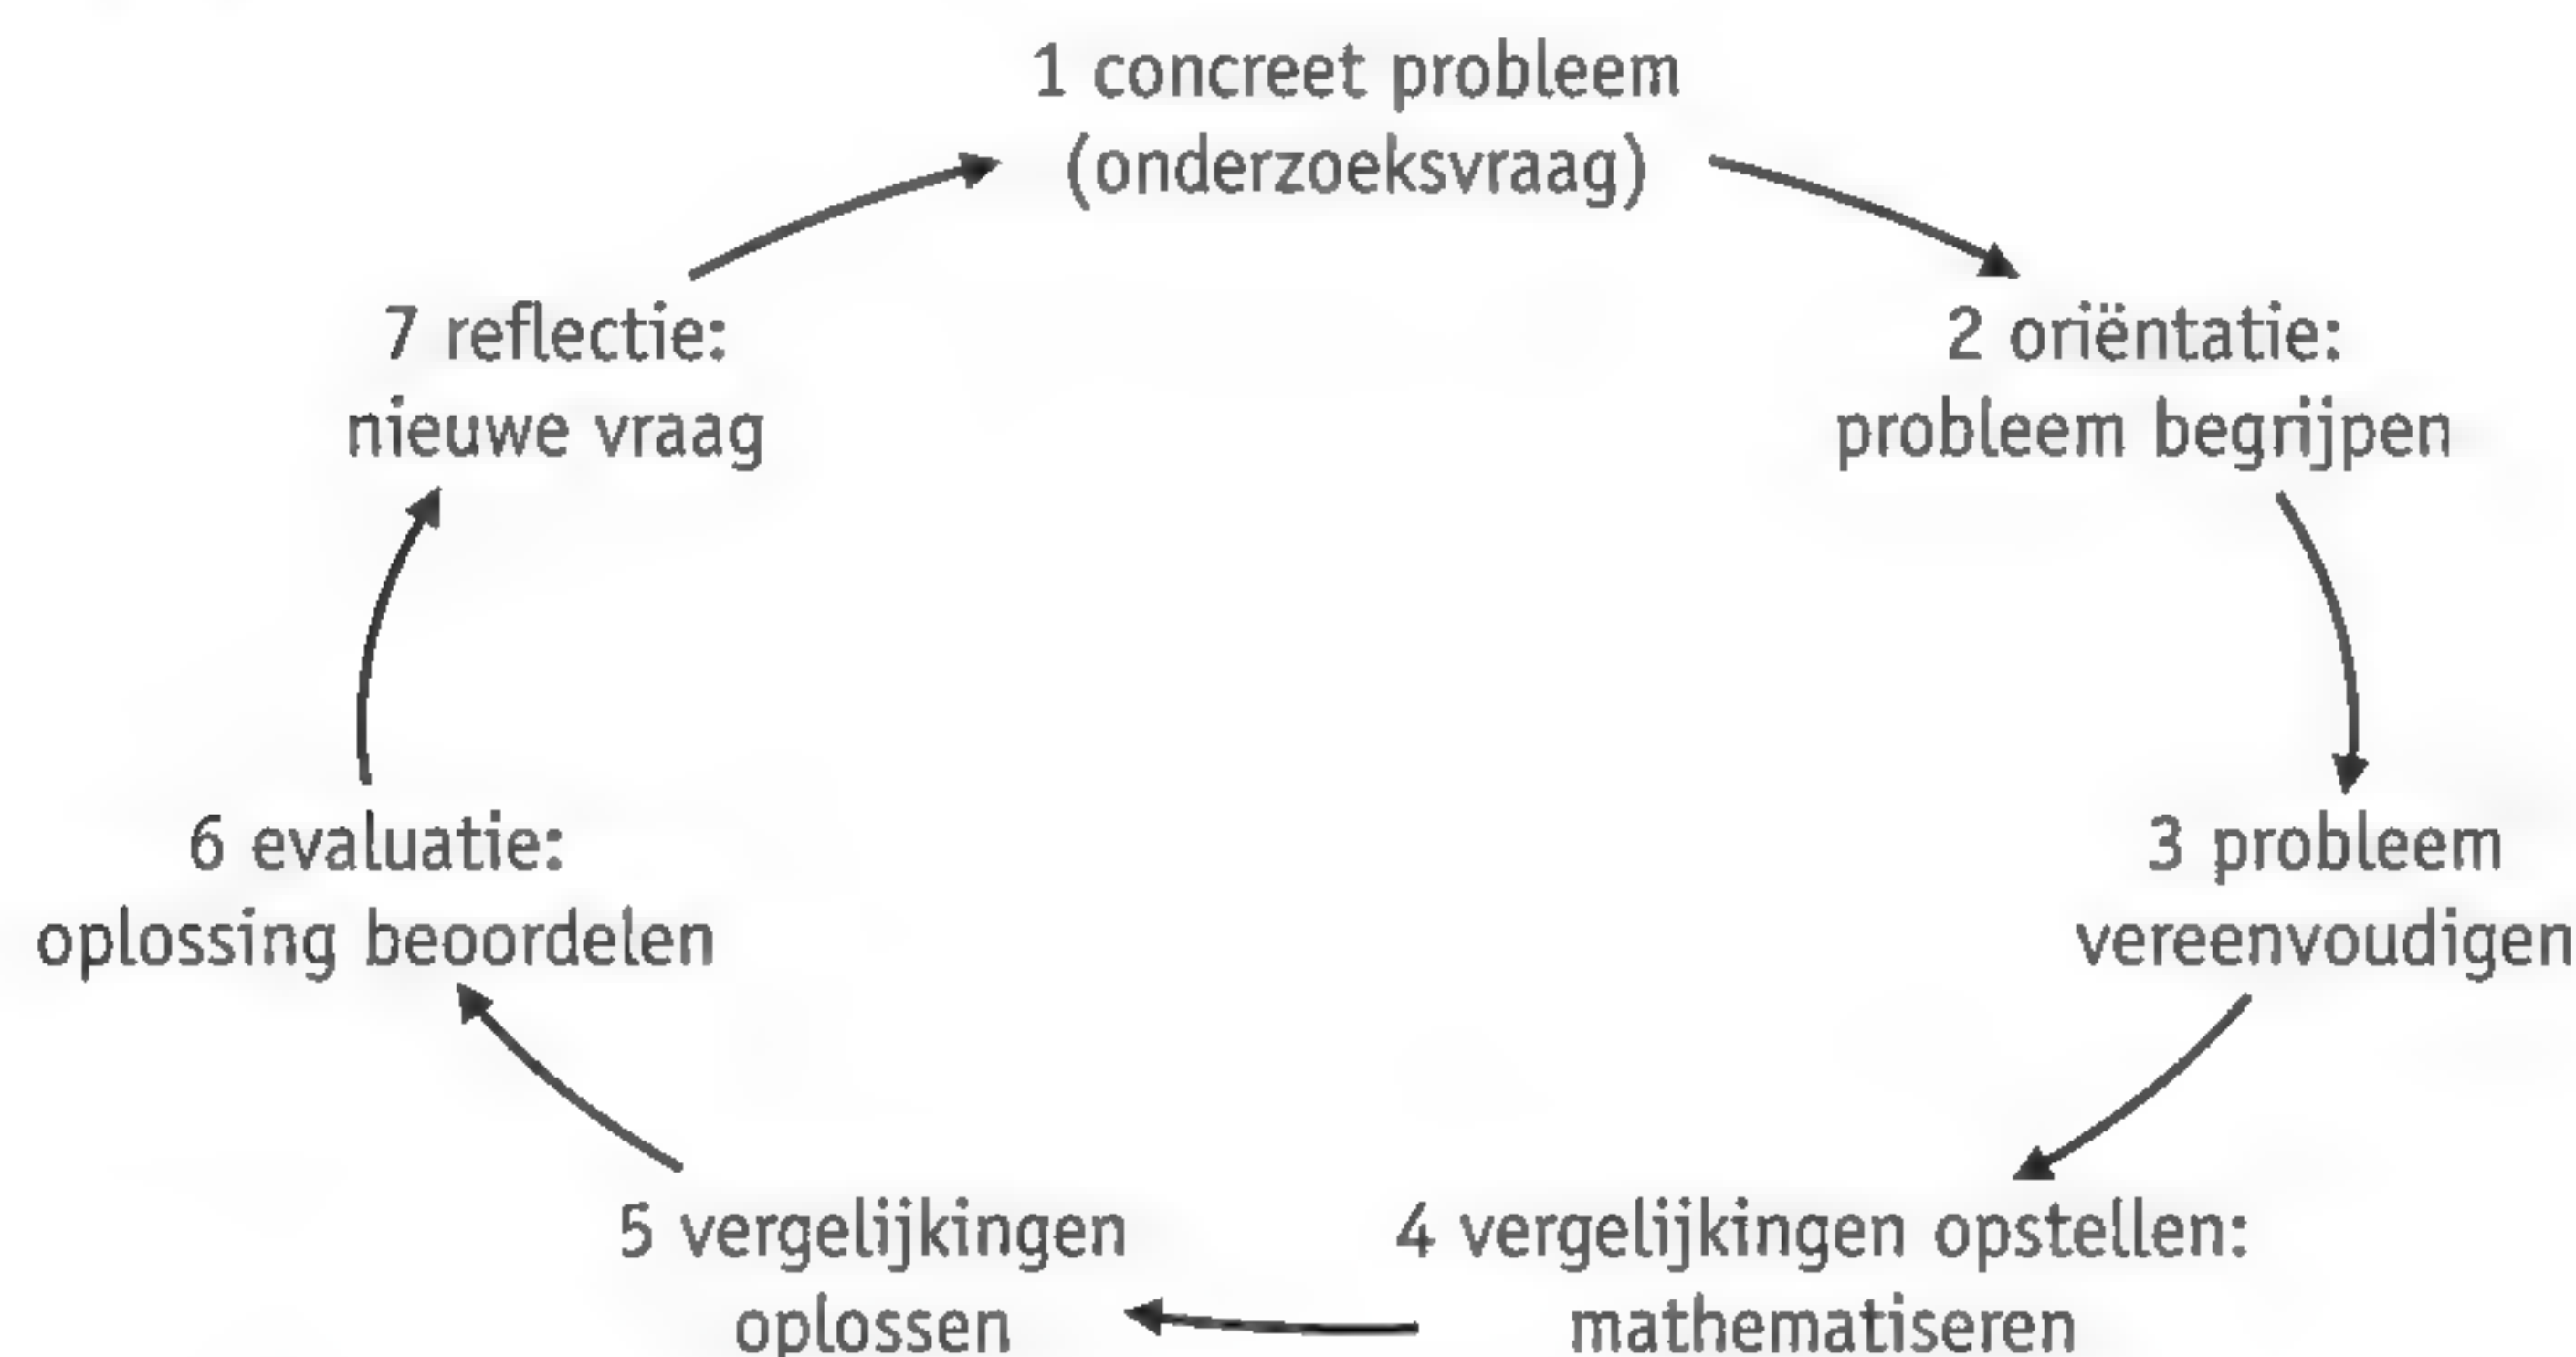 1 concreet probleem
(onderzoeksvraag)
2 oriëntatie:
probleem begrijpen
3 probleem
vereenvoudigen
4 vergelijkingen opstellen:
mathematiseren
5 vergelijkingen
oplossen
6 evaluatie:
oplossing beoordelen
7 reflectie:
nieuwe vraag